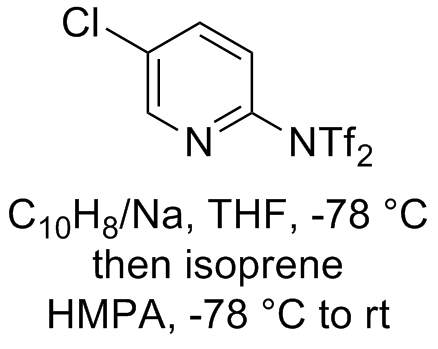 Cl
N
NTf₂
C₁₀H₈/Na, THF, -78 °C
then isoprene
HMPA, -78 °C to rt